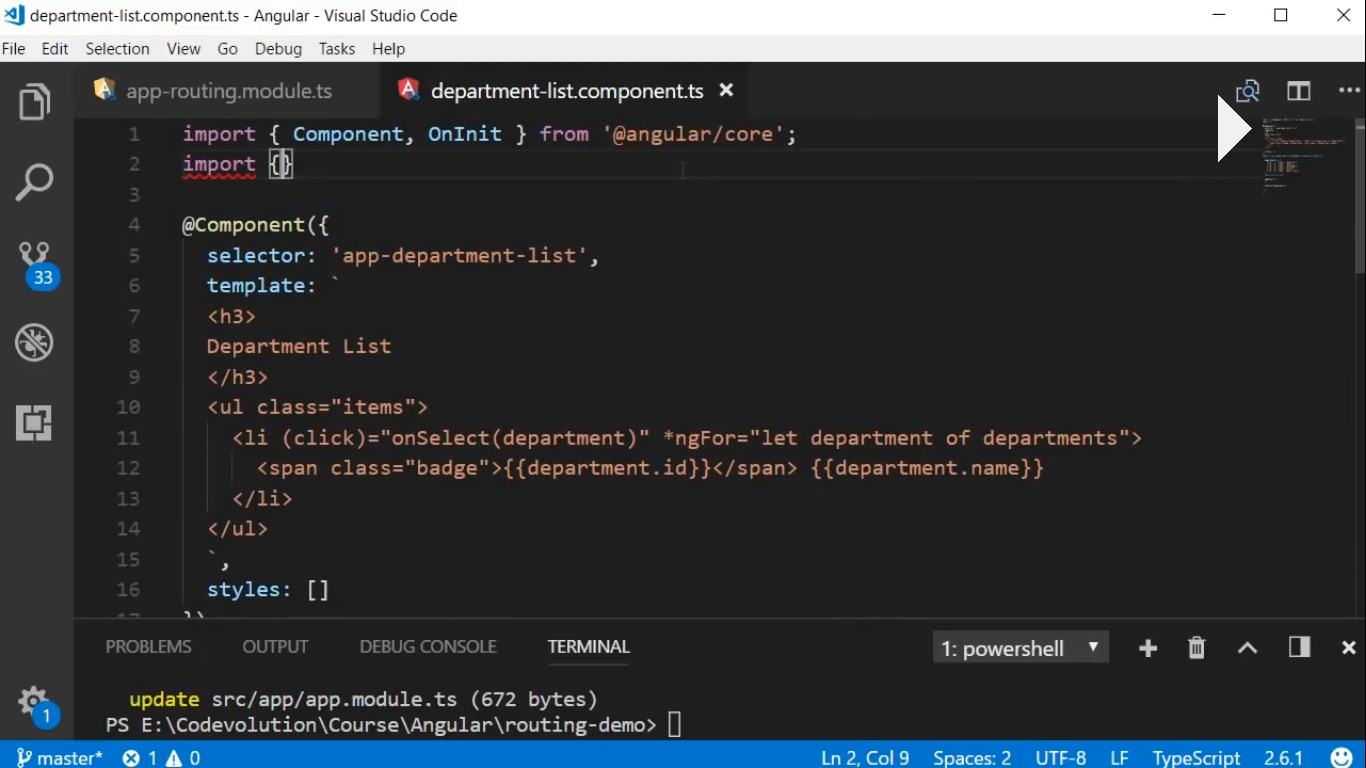 department-list.component.ts - Angular - Visual Studio Code
File Edit Selection View Go Debug Tasks Help
app-routing.module.ts department-list.component.ts
1 import { Component, OnInit } from '@angular/core';
2 import {}
3
4 @Component({
5 selector: 'app-department-list',
6 template: `
7 <h3>
8 Department List
9 </h3>
10 <ul class="items">
11 <li (click)="onSelect(department)" *ngFor="let department of departments">
12 <span class="badge">{{department.id}}</span> {{department.name}}
13 </li>
14 </ul>
15 `,
16 styles: []
17 })
33
PROBLEMS OUTPUT DEBUG CONSOLE TERMINAL 1: powershell
update src/app/app.module.ts (672 bytes)
PS E:\Codevolution\Course\Angular\routing-demo>
1
master* 1 0 Ln 2, Col 9 Spaces: 2 UTF-8 LF TypeScript 2.6.1